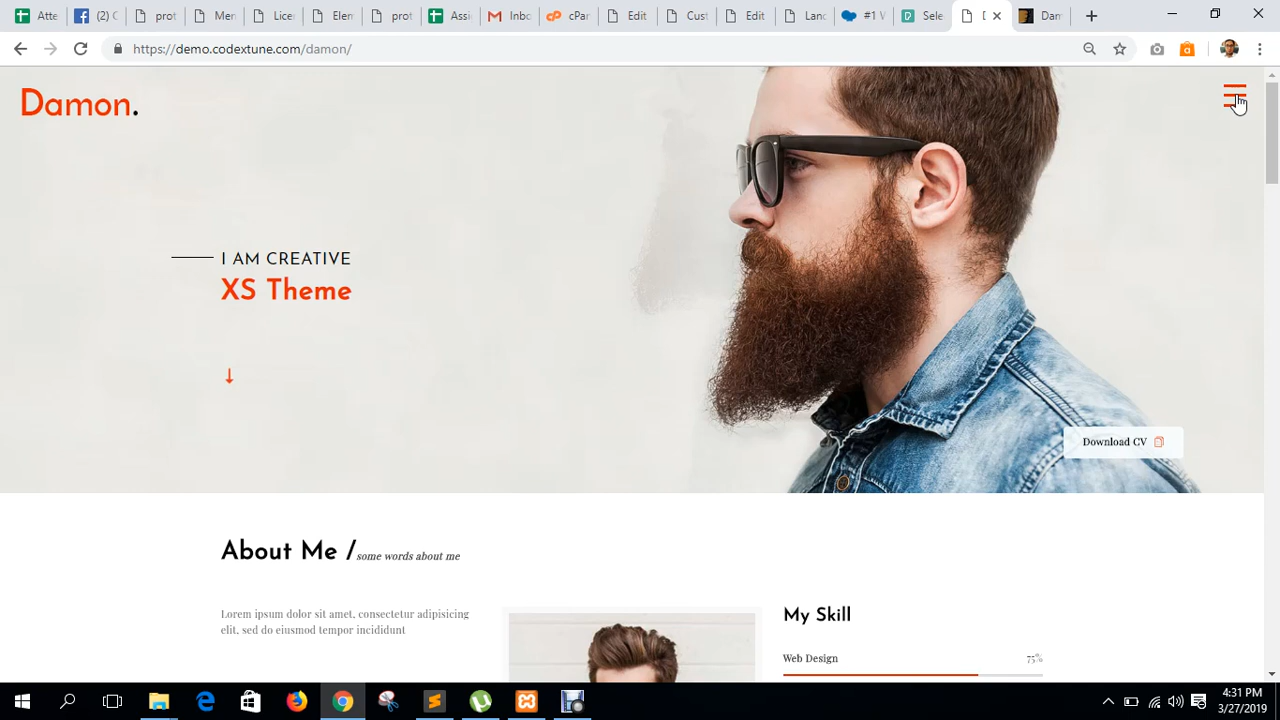 Atte
(2) (
prot
Mer
Lice
Elen
prot
Assi
Inbc
cPar
Edit
Cust
Edit
Lanc
#1 V
Sele
Dam
https://demo.codextune.com/damon/
Damon.
I AM CREATIVE
XS Theme
Download CV
About Me /some words about me
Lorem ipsum dolor sit amet, consectetur adipisicing
elit, sed do eiusmod tempor incididunt
My Skill
Web Design 75%
4:31 PM
3/27/2019